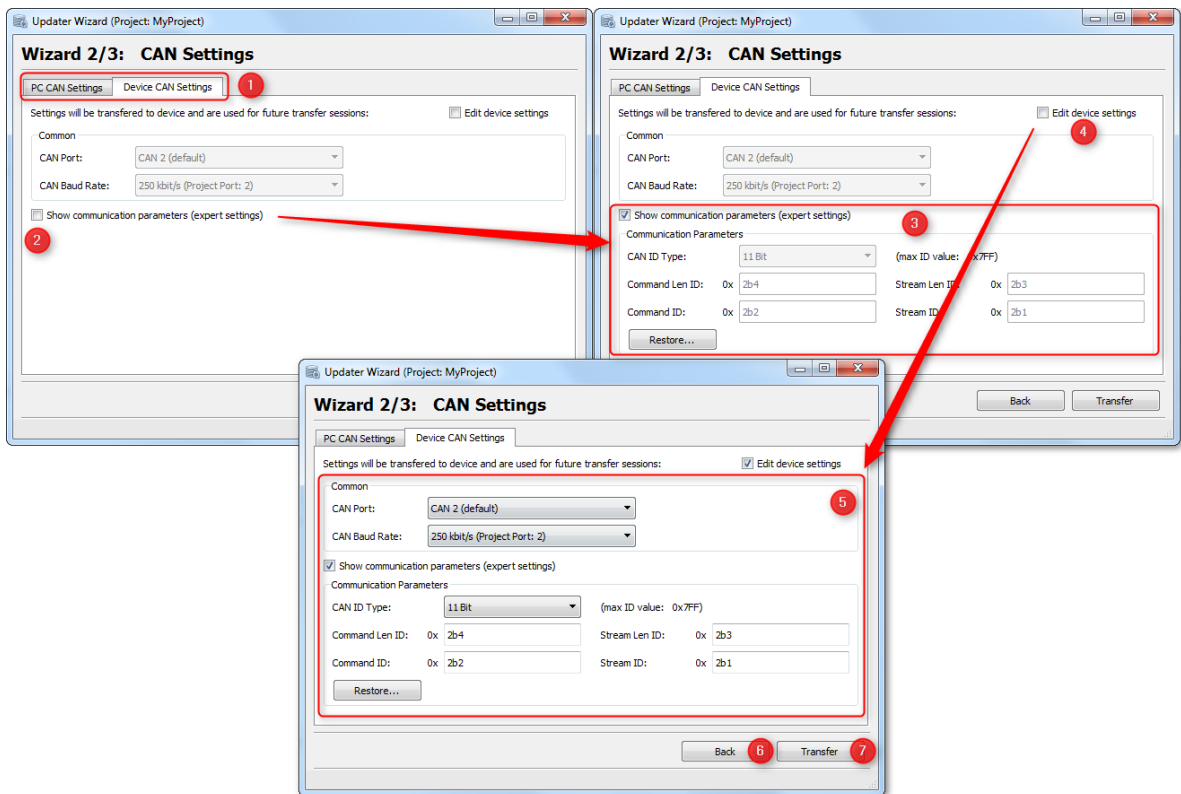 Updater Wizard (Project: MyProject)
Wizard 2/3: CAN Settings
PC CAN Settings
Device CAN Settings
1
Settings will be transfered to device and are used for future transfer sessions:
Edit device settings
Common
CAN Port:
CAN 2 (default)
CAN Baud Rate:
250 kbit/s (Project Port: 2)
Show communication parameters (expert settings)
2
Updater Wizard (Project: MyProject)
Wizard 2/3: CAN Settings
PC CAN Settings
Device CAN Settings
Settings will be transfered to device and are used for future transfer sessions:
Edit device settings
4
Common
CAN Port:
CAN 2 (default)
CAN Baud Rate:
250 kbit/s (Project Port: 2)
Show communication parameters (expert settings)
3
Communication Parameters
CAN ID Type:
11 Bit
(max ID value: 0x7FF)
Command Len ID: 0x 2b4
Stream Len ID: 0x 2b3
Command ID: 0x 2b2
Stream ID: 0x 2b1
Restore...
Back
Transfer
Updater Wizard (Project: MyProject)
Wizard 2/3: CAN Settings
PC CAN Settings
Device CAN Settings
Settings will be transfered to device and are used for future transfer sessions:
Edit device settings
Common
5
CAN Port:
CAN 2 (default)
CAN Baud Rate:
250 kbit/s (Project Port: 2)
Show communication parameters (expert settings)
Communication Parameters
CAN ID Type:
11 Bit
(max ID value: 0x7FF)
Command Len ID: 0x 2b4
Stream Len ID: 0x 2b3
Command ID: 0x 2b2
Stream ID: 0x 2b1
Restore...
Back
6
Transfer
7